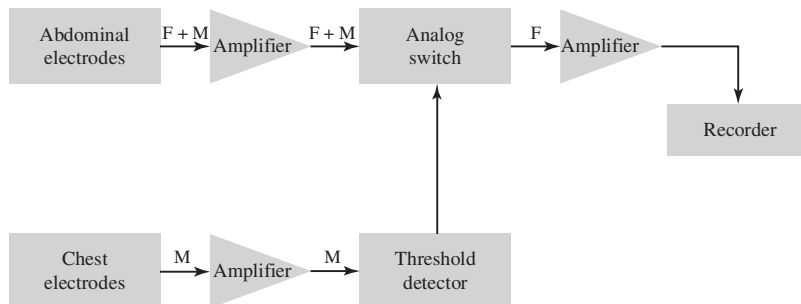 Abdominal
electrodes
F + M
Amplifier
F + M
Analog
switch
F
Amplifier
Recorder
Chest
electrodes
M
Amplifier
M
Threshold
detector